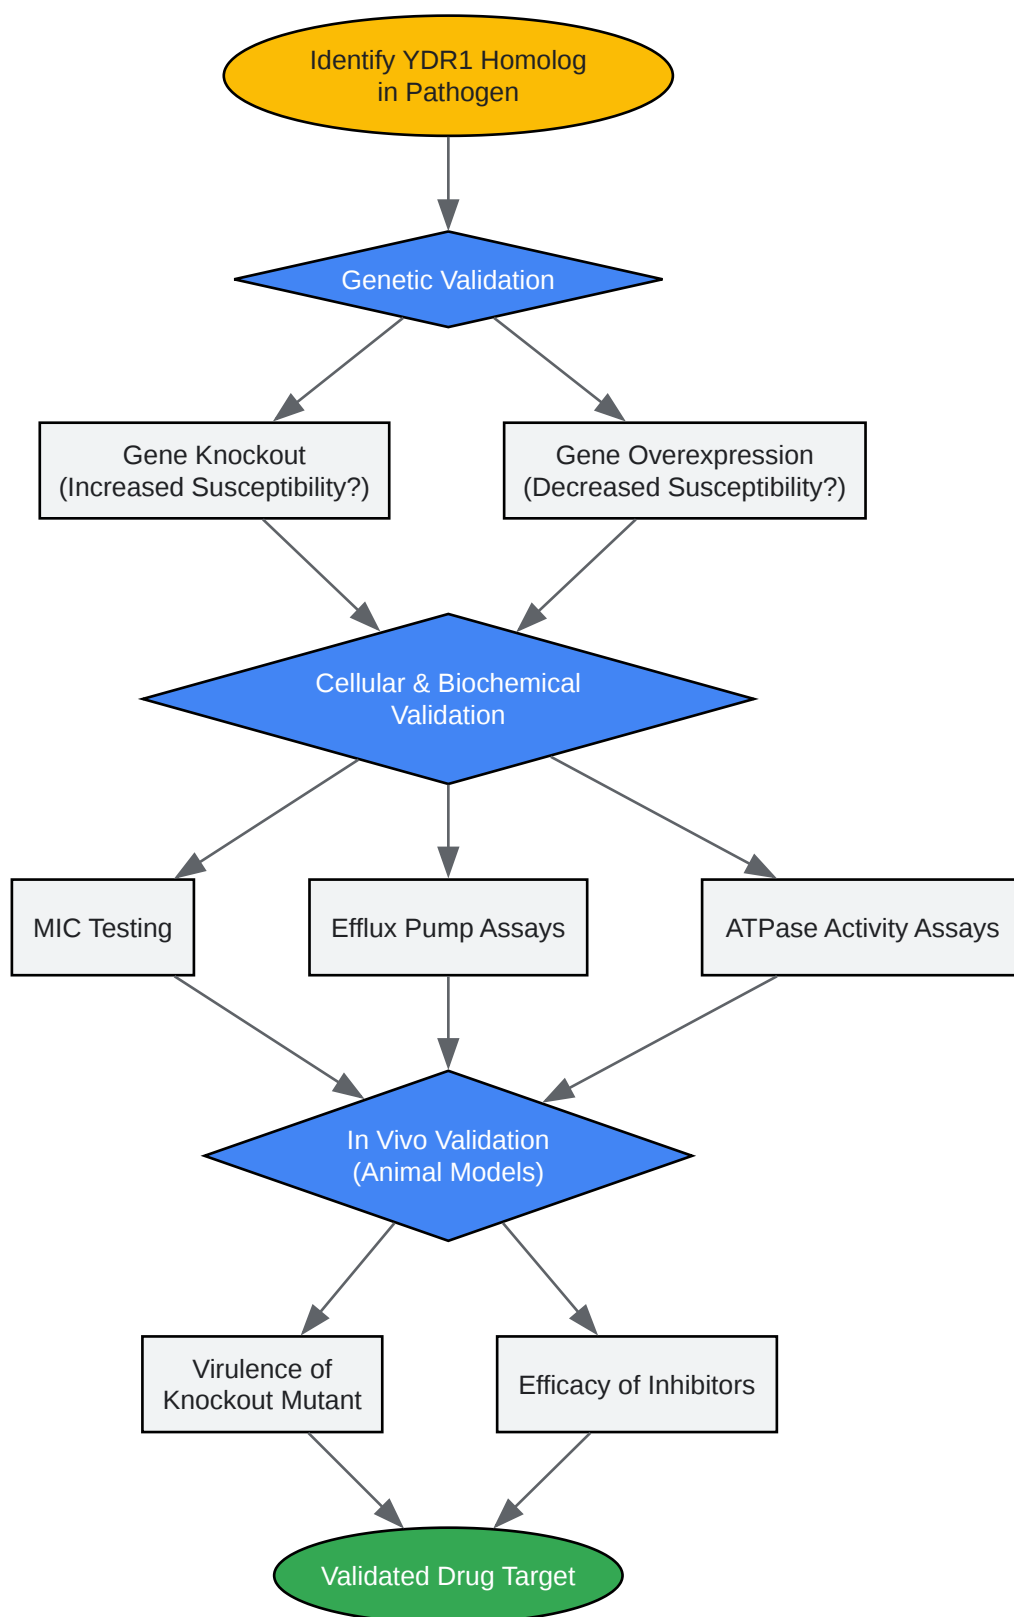 Identify YDR1 Homolog
in Pathogen
Genetic Validation
Gene Knockout
(Increased Susceptibility?)
Gene Overexpression
(Decreased Susceptibility?)
Cellular & Biochemical
Validation
MIC Testing
Efflux Pump Assays
ATPase Activity Assays
In Vivo Validation
(Animal Models)
Virulence of
Knockout Mutant
Efficacy of Inhibitors
Validated Drug Target